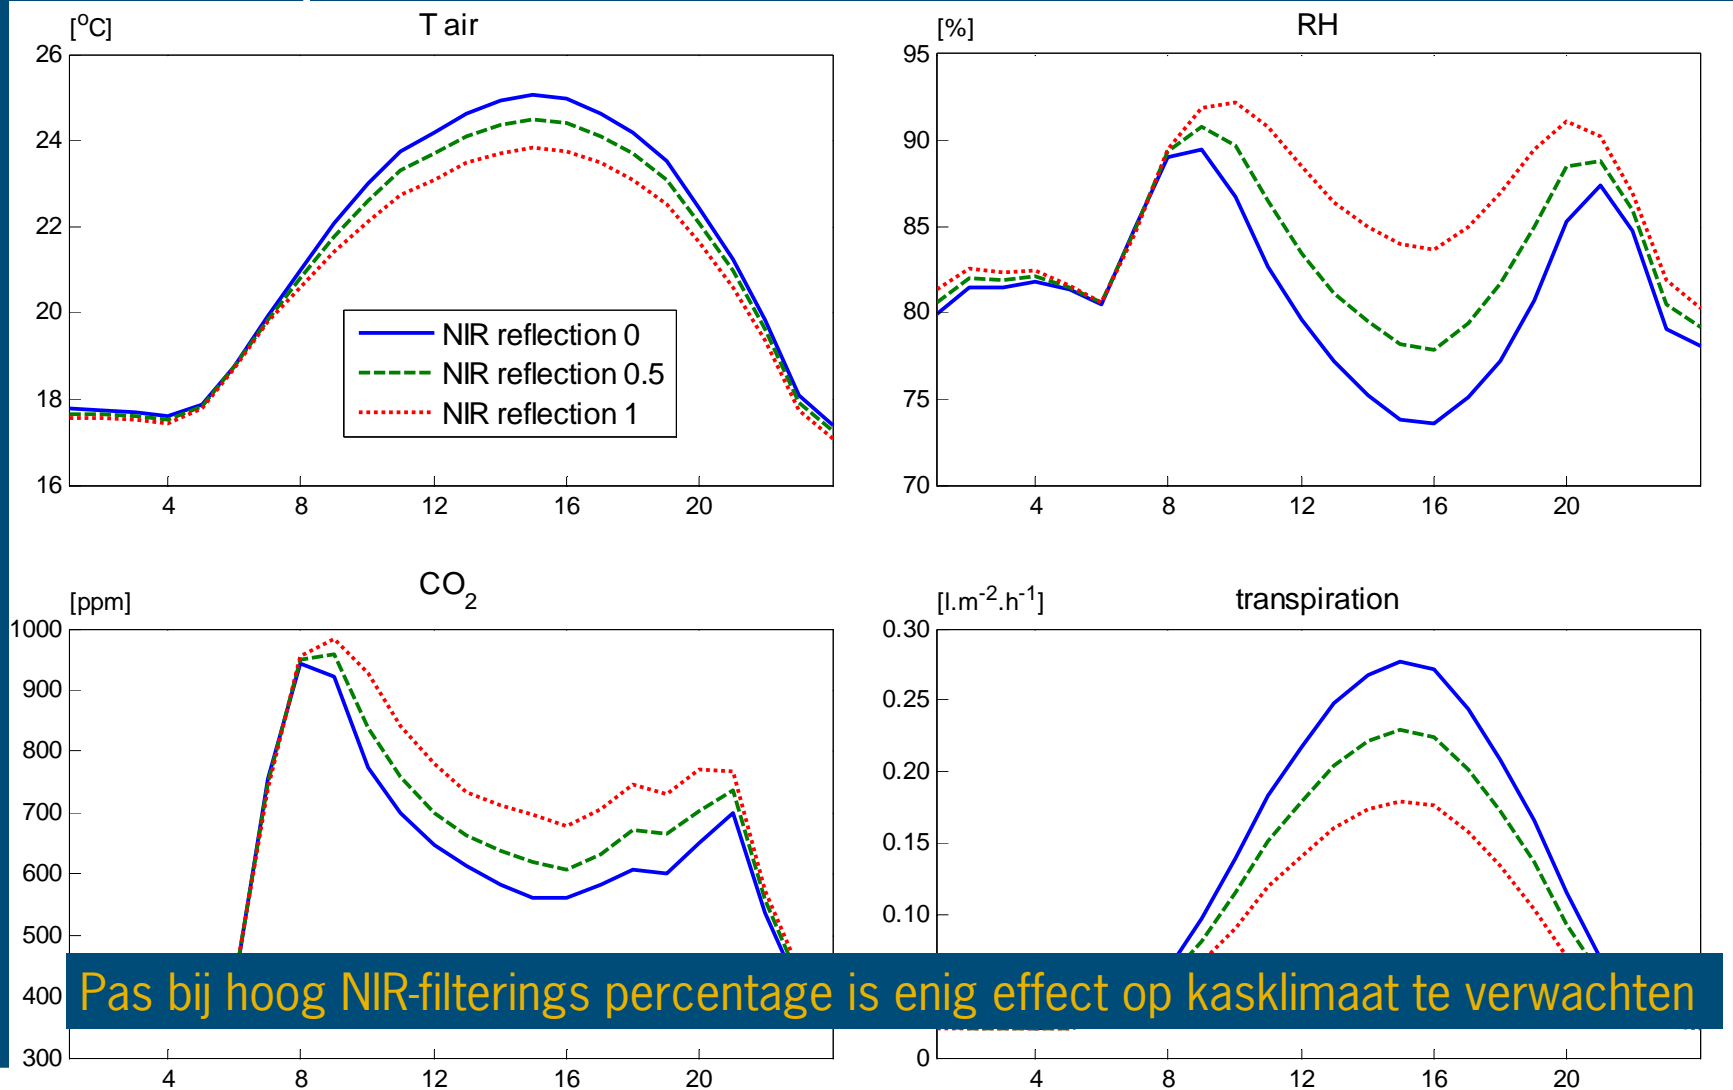 [°C] T air
26
24
22
20
18
16
4 8 12 16 20
NIR reflection 0
NIR reflection 0.5
NIR reflection 1
[%] RH
95
90
85
80
75
70
4 8 12 16 20
[ppm] CO₂
1000
900
800
700
600
500
400
300
4 8 12 16 20
[l.m⁻².h⁻¹] transpiration
0.30
0.25
0.20
0.15
0.10
0
4 8 12 16 20
Pas bij hoog NIR-filterings percentage is enig effect op kasklimaat te verwachten